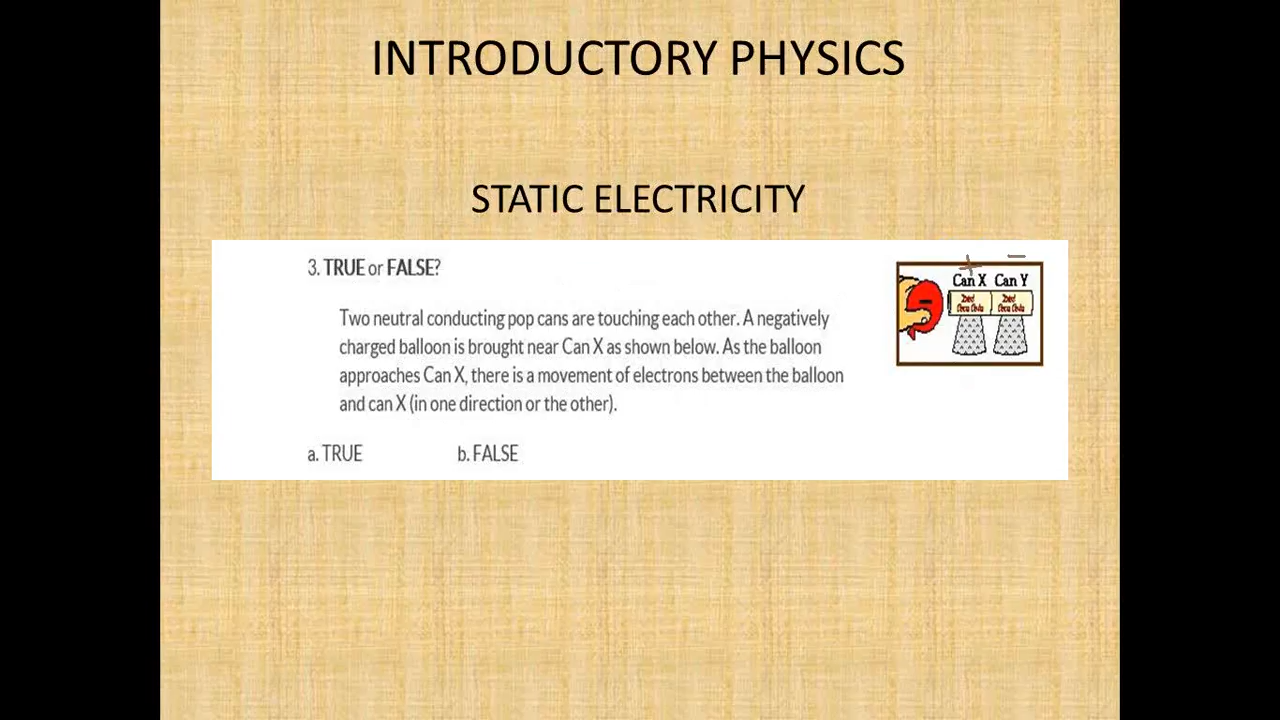 INTRODUCTORY PHYSICS
STATIC ELECTRICITY
3. TRUE or FALSE?
+ −
Can X Can Y
Two neutral conducting pop cans are touching each other. A negatively
charged balloon is brought near Can X as shown below. As the balloon
approaches Can X, there is a movement of electrons between the balloon
and can X (in one direction or the other).
a. TRUE b. FALSE